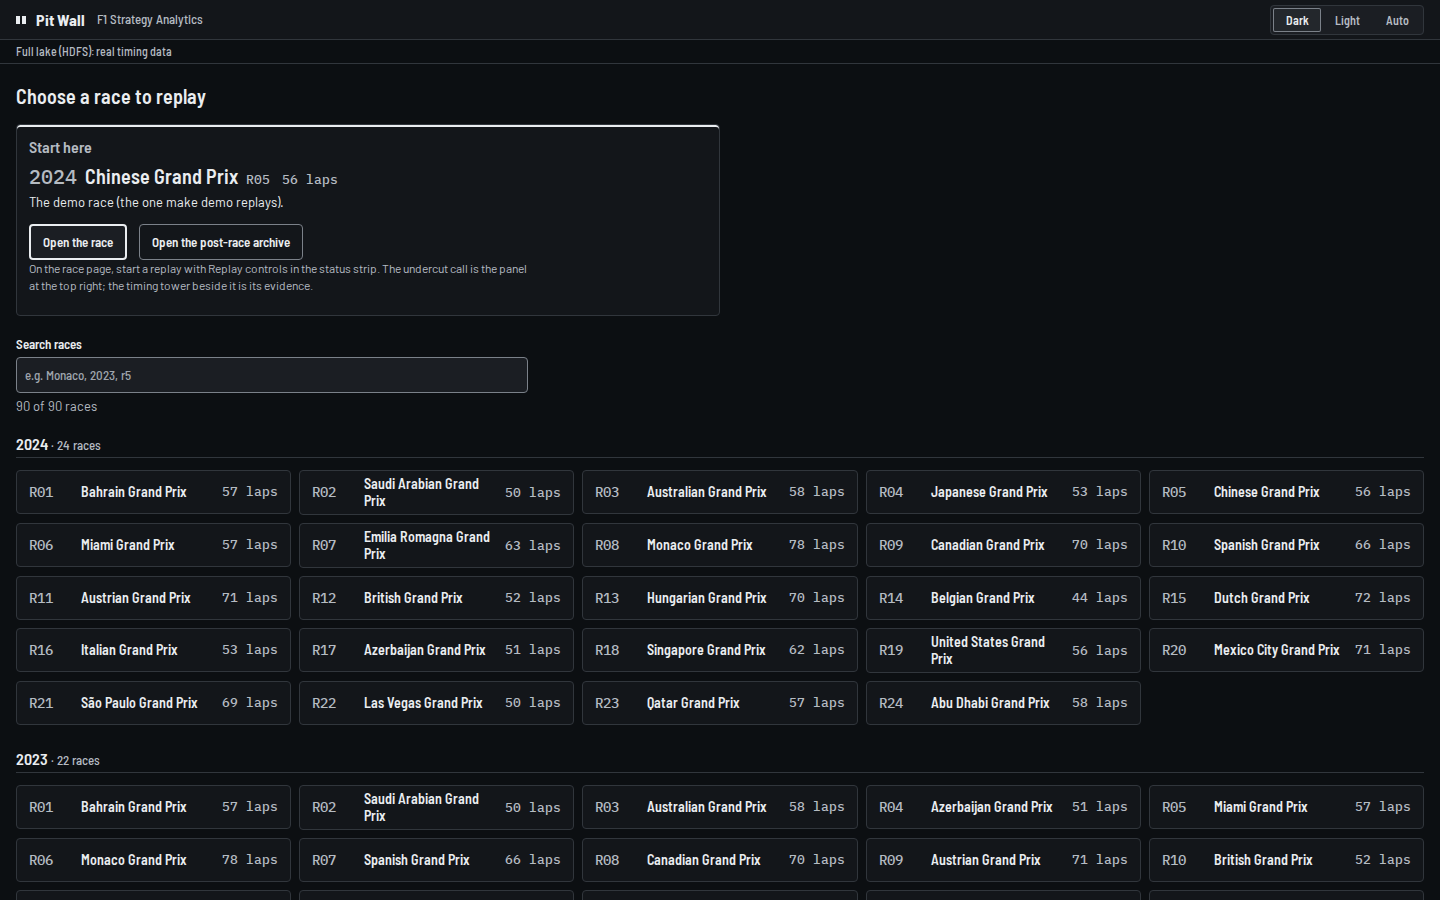 Pit Wall F1 Strategy Analytics Dark Light Auto
Full lake (HDFS): real timing data
Choose a race to replay
Start here
2024 Chinese Grand Prix R05 56 laps
The demo race (the one make demo replays).
Open the race Open the post-race archive
On the race page, start a replay with Replay controls in the status strip. The undercut call is the panel
at the top right; the timing tower beside it is its evidence.
Search races
e.g. Monaco, 2023, r5
90 of 90 races
2024 · 24 races
R01 Bahrain Grand Prix 57 laps
R02 Saudi Arabian Grand
Prix 50 laps
R03 Australian Grand Prix 58 laps
R04 Japanese Grand Prix 53 laps
R05 Chinese Grand Prix 56 laps
R06 Miami Grand Prix 57 laps
R07 Emilia Romagna Grand
Prix 63 laps
R08 Monaco Grand Prix 78 laps
R09 Canadian Grand Prix 70 laps
R10 Spanish Grand Prix 66 laps
R11 Austrian Grand Prix 71 laps
R12 British Grand Prix 52 laps
R13 Hungarian Grand Prix 70 laps
R14 Belgian Grand Prix 44 laps
R15 Dutch Grand Prix 72 laps
R16 Italian Grand Prix 53 laps
R17 Azerbaijan Grand Prix 51 laps
R18 Singapore Grand Prix 62 laps
R19 United States Grand
Prix 56 laps
R20 Mexico City Grand Prix 71 laps
R21 São Paulo Grand Prix 69 laps
R22 Las Vegas Grand Prix 50 laps
R23 Qatar Grand Prix 57 laps
R24 Abu Dhabi Grand Prix 58 laps
2023 · 22 races
R01 Bahrain Grand Prix 57 laps
R02 Saudi Arabian Grand
Prix 50 laps
R03 Australian Grand Prix 58 laps
R04 Azerbaijan Grand Prix 51 laps
R05 Miami Grand Prix 57 laps
R06 Monaco Grand Prix 78 laps
R07 Spanish Grand Prix 66 laps
R08 Canadian Grand Prix 70 laps
R09 Austrian Grand Prix 71 laps
R10 British Grand Prix 52 laps